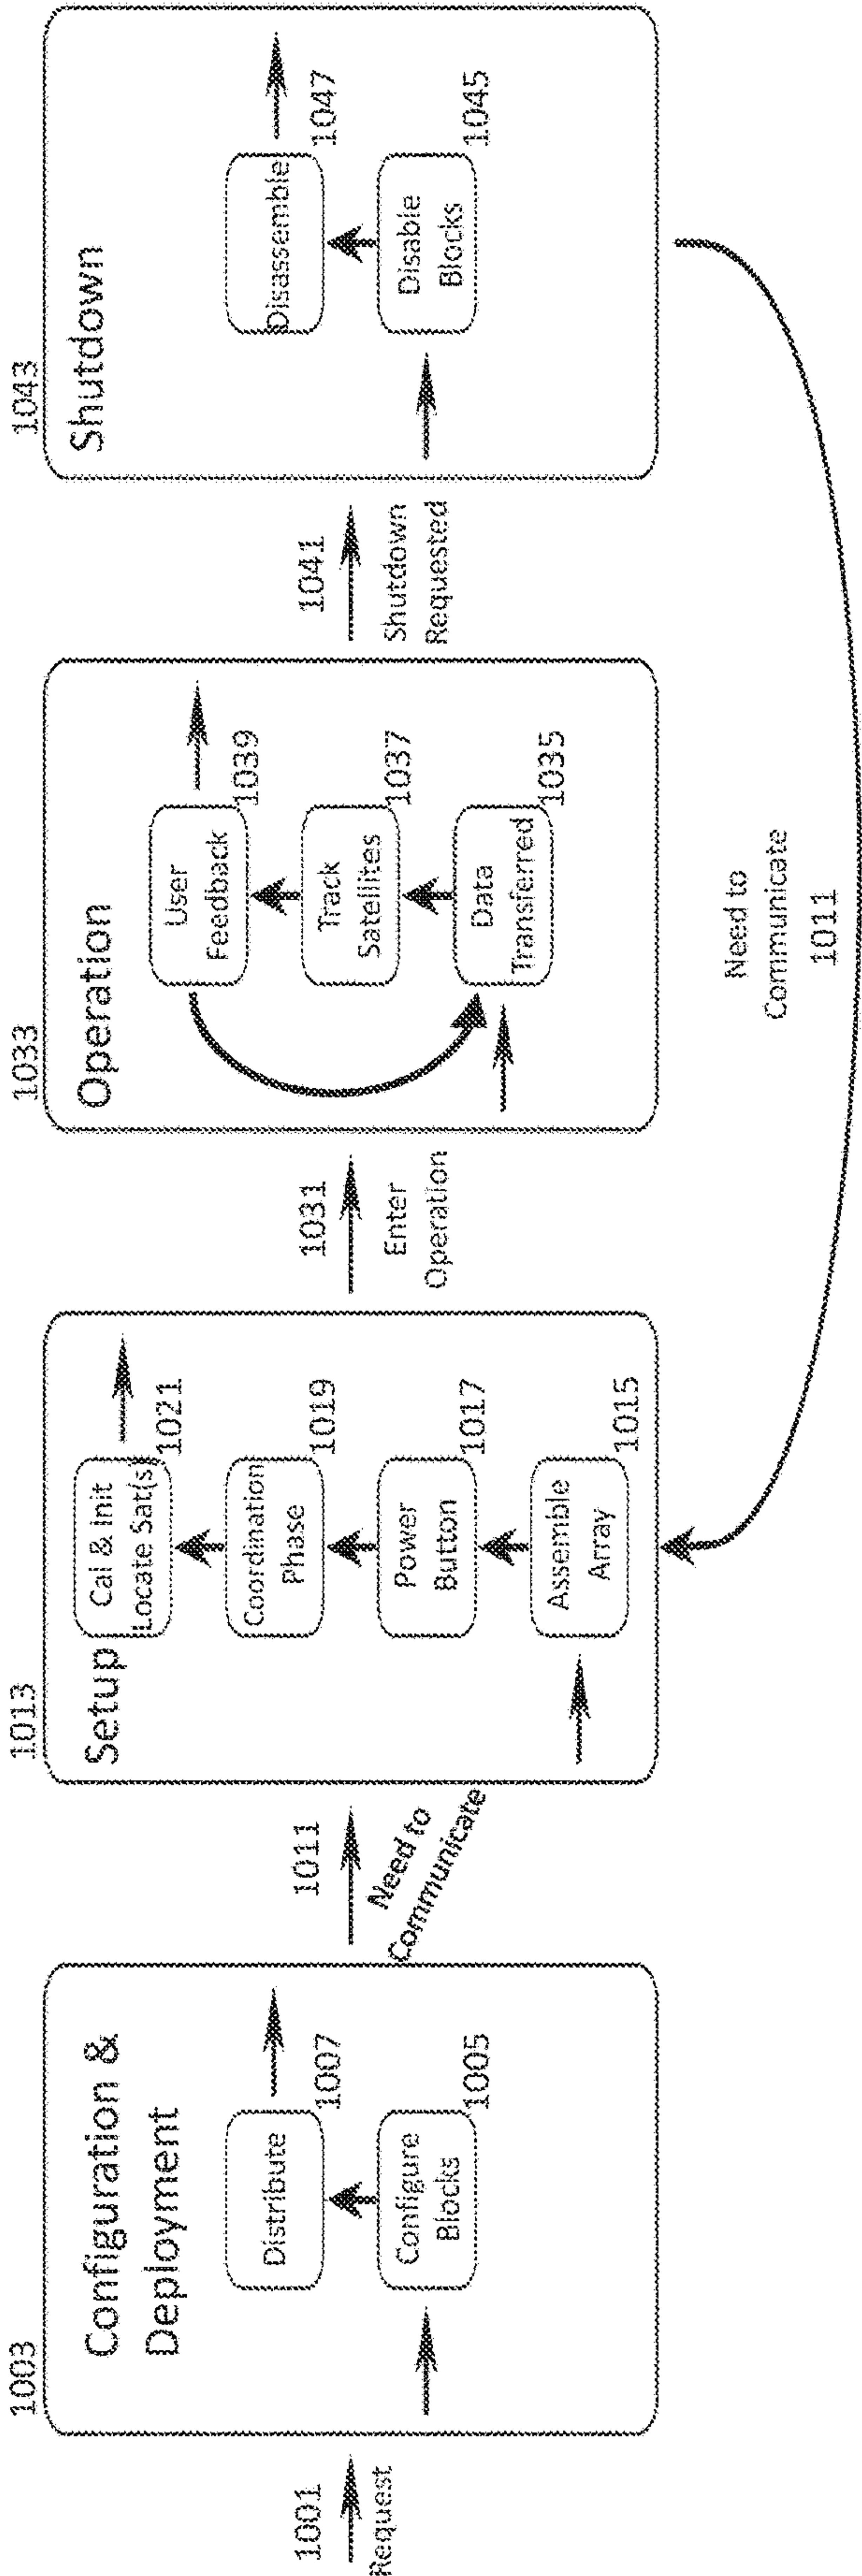 1001
Request
1003
Configuration &
Deployment
Distribute
1007
Configure
Blocks
1005
1011
Need to
Communicate
1013
Setup
Cal & Init
Locate Sat(s)
1021
Coordination
Phase
1019
Power
Button
1017
Assemble
Array
1015
1031
Enter
Operation
1033
Operation
User
Feedback
1039
Track
Satellites
1037
Data
Transferred
1035
1041
Shutdown
Requested
1043
Shutdown
Disassemble
1047
Disable
Blocks
1045
Need to
Communicate
1011